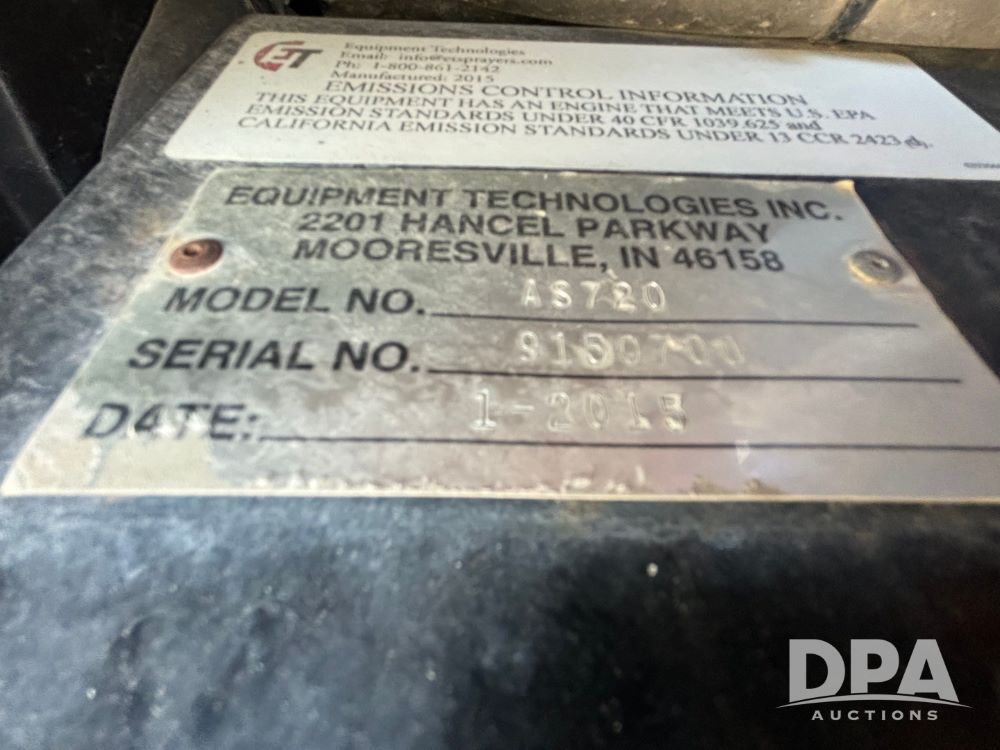 ET
Equipment Technologies
Email: info@etsprayers.com
Ph: 1-800-861-2142
Manufactured: 2015
EMISSIONS CONTROL INFORMATION
THIS EQUIPMENT HAS AN ENGINE THAT MEETS U.S. EPA
EMISSION STANDARDS UNDER 40 CFR 1039.625 and
CALIFORNIA EMISSION STANDARDS UNDER 13 CCR 2423
EQUIPMENT TECHNOLOGIES INC.
2201 HANCEL PARKWAY
MOORESVILLE, IN 46158
MODEL NO. AS720
SERIAL NO. 9150700
DATE: 1-2015
DPA
AUCTIONS